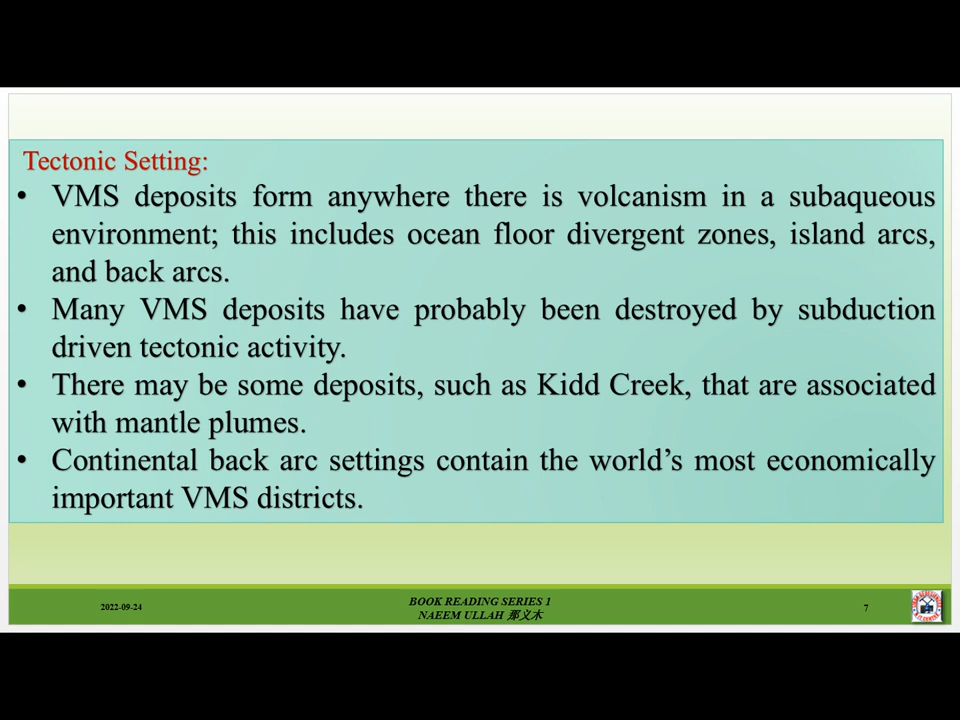 Tectonic Setting:
• VMS deposits form anywhere there is volcanism in a subaqueous
environment; this includes ocean floor divergent zones, island arcs,
and back arcs.
• Many VMS deposits have probably been destroyed by subduction
driven tectonic activity.
• There may be some deposits, such as Kidd Creek, that are associated
with mantle plumes.
• Continental back arc settings contain the world's most economically
important VMS districts.
2022-09-24
BOOK READING SERIES 1
NAEEM ULLAH 那义木
7